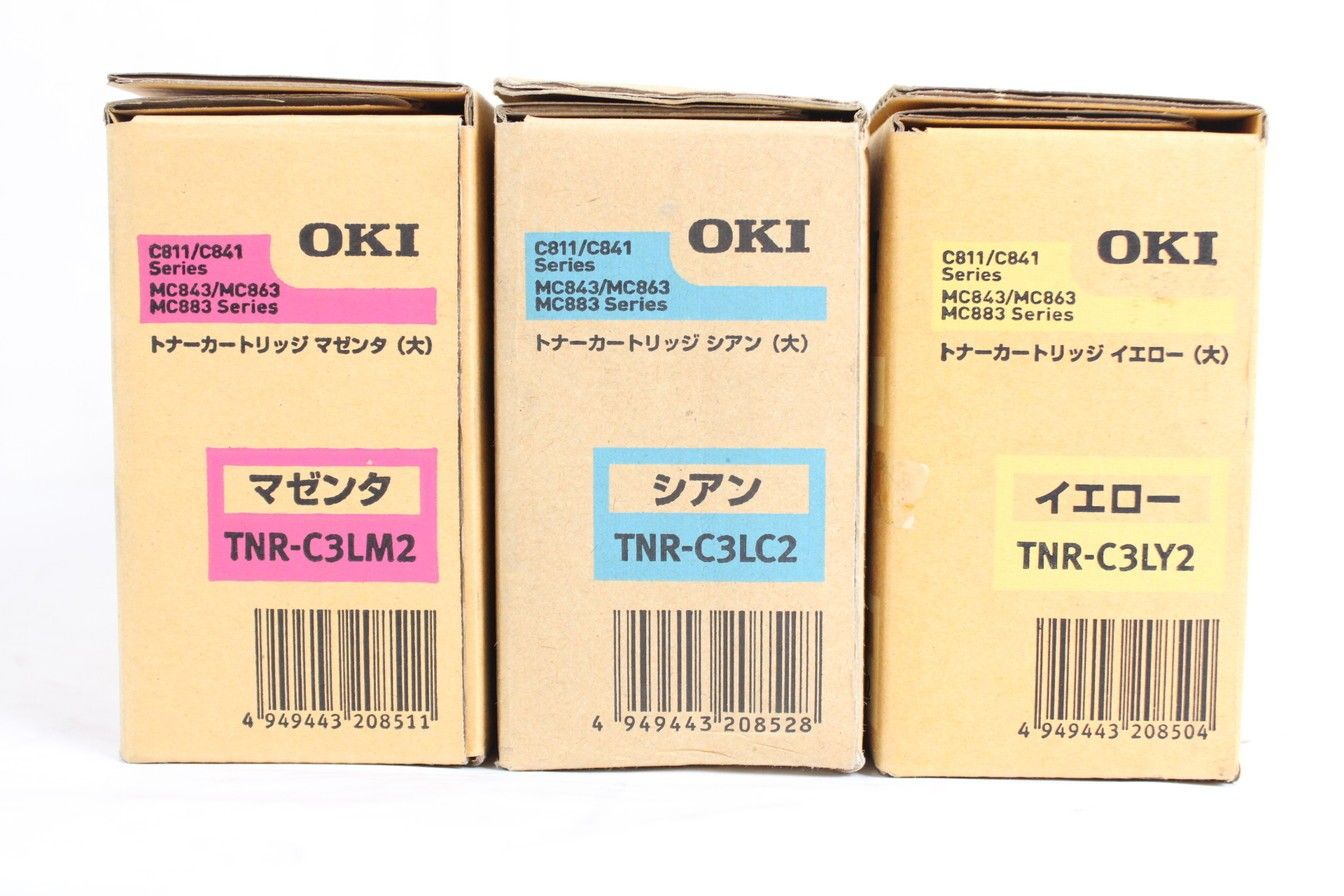 OKI
C811/C841
Series
MC843/MC863
MC883 Series
トナーカートリッジ マゼンタ（大）
マゼンタ
TNR-C3LM2
4 949443 208511
OKI
C811/C841
Series
MC843/MC863
MC883 Series
トナーカートリッジ シアン（大）
シアン
TNR-C3LC2
4 949443 208528
OKI
C811/C841
Series
MC843/MC863
MC883 Series
トナーカートリッジ イエロー（大）
イエロー
TNR-C3LY2
4 949443 208504